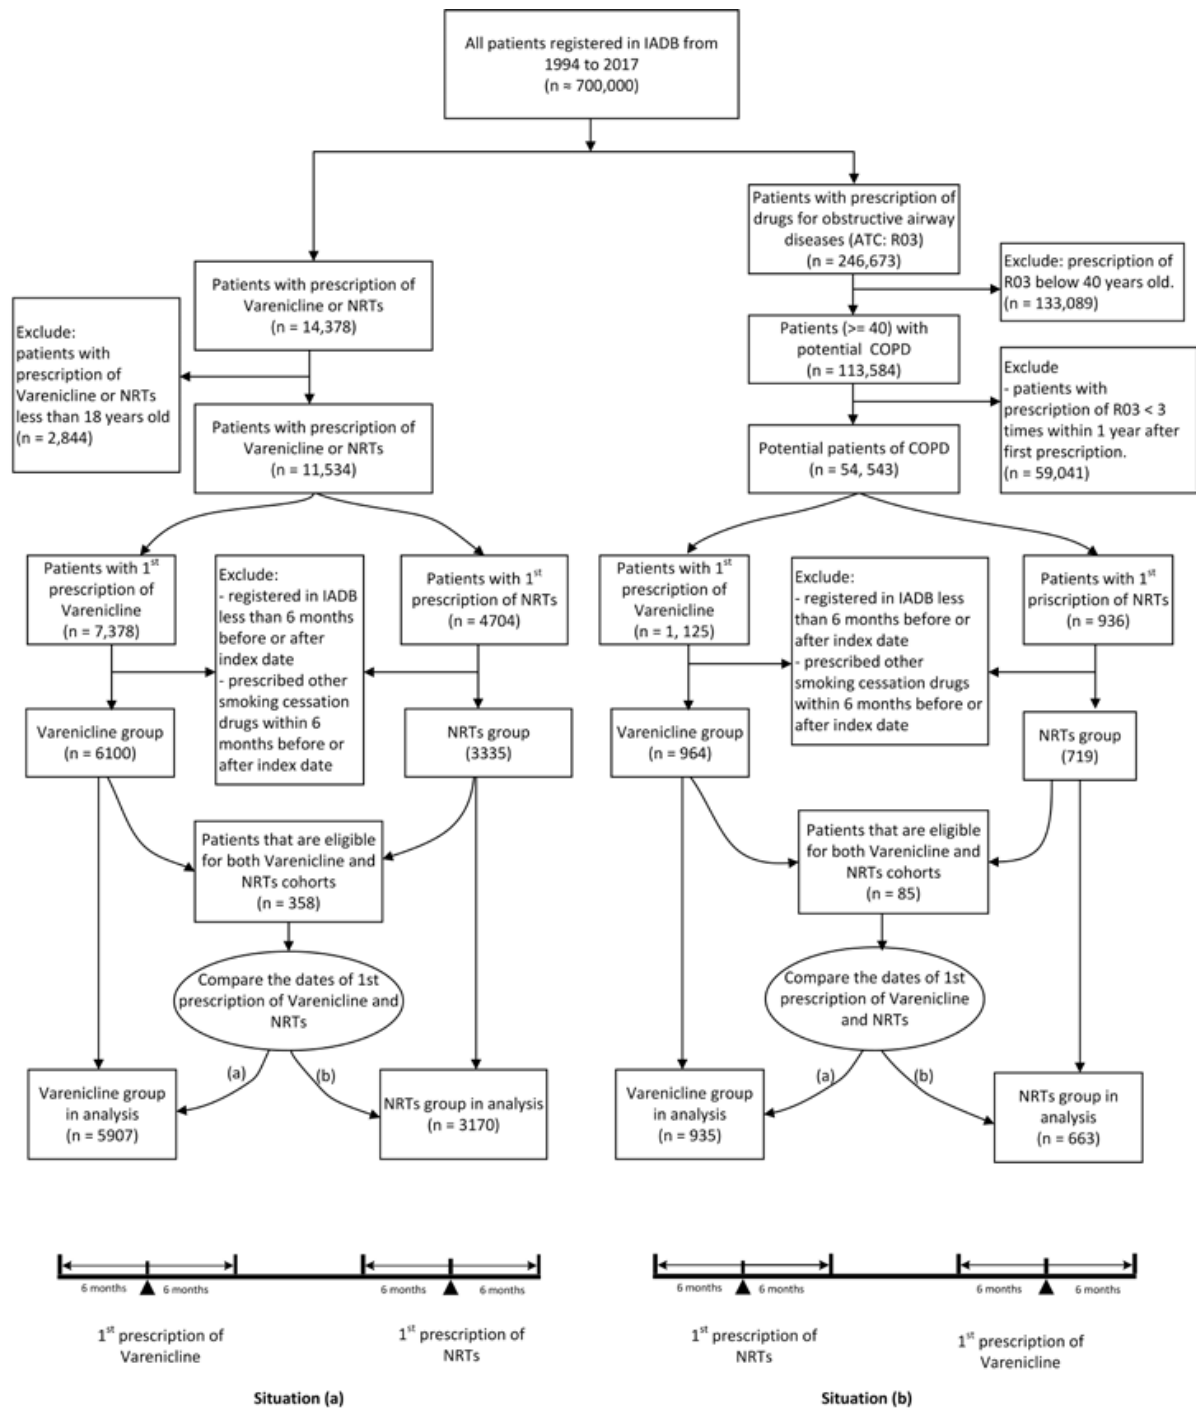 All patients registered in IADB from
1994 to 2017
(n ≈ 700,000)
Patients with prescription of
drugs for obstructive airway
diseases (ATC: R03)
(n = 246,673)
Exclude: prescription of
R03 below 40 years old.
(n = 133,089)
Patients with prescription of
Varenicline or NRTs
(n = 14,378)
Exclude:
patients with
prescription of
Varenicline or NRTs
less than 18 years old
(n = 2,844)
Patients (>= 40) with
potential COPD
(n = 113,584)
Exclude
- patients with
prescription of R03 < 3
times within 1 year after
first prescription.
(n = 59,041)
Patients with prescription of
Varenicline or NRTs
(n = 11,534)
Potential patients of COPD
(n = 54, 543)
Patients with 1st
prescription of
Varenicline
(n = 7,378)
Exclude:
- registered in IADB
less than 6 months
before or after
index date
- prescribed other
smoking cessation
drugs within 6
months before or
after index date
Patients with 1st
prescription of NRTs
(n = 4704)
Patients with 1st
prescription of
Varenicline
(n = 1, 125)
Exclude:
- registered in IADB less
than 6 months before or
after index date
- prescribed other
smoking cessation drugs
within 6 months before or
after index date
Patients with 1st
priscription of NRTs
(n = 936)
Varenicline group
(n = 6100)
NRTs group
(3335)
Varenicline group
(n = 964)
NRTs group
(719)
Patients that are eligible
for both Varenicline and
NRTs cohorts
(n = 358)
Patients that are eligible
for both Varenicline and
NRTs cohorts
(n = 85)
Compare the dates of 1st
prescription of Varenicline and
NRTs
Compare the dates of 1st
prescription of Varenicline
and NRTs
(a)
(b)
(a)
(b)
Varenicline group
in analysis
(n = 5907)
NRTs group in analysis
(n = 3170)
Varenicline group
in analysis
(n = 935)
NRTs group in
analysis
(n = 663)
6 months
6 months
6 months
6 months
6 months
6 months
6 months
6 months
1st prescription of
Varenicline
1st prescription of
NRTs
1st prescription of
NRTs
1st prescription of
Varenicline
Situation (a)
Situation (b)